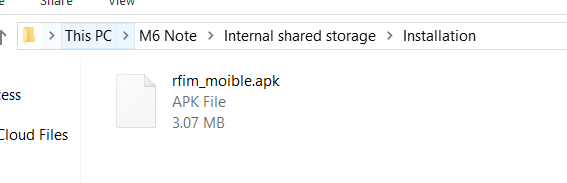 Share View
This PC > M6 Note > Internal shared storage > Installation
rfim_moible.apk
APK File
3.07 MB
cess
Cloud Files